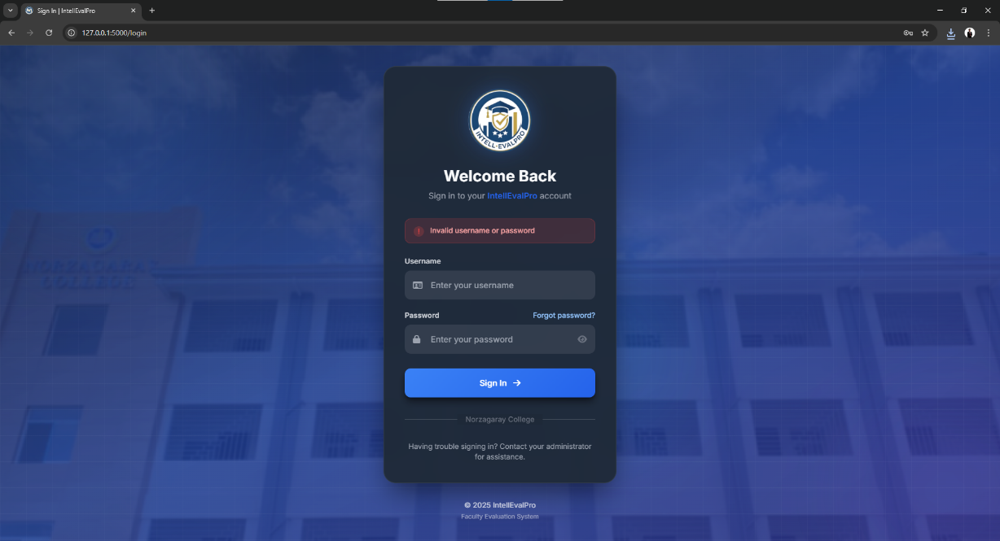 Sign In | IntellEvalPro
127.0.0.1:5000/login
INTELL-EVALPRO
Welcome Back
Sign in to your IntellEvalPro account
Invalid username or password
Username
Enter your username
Password Forgot password?
Enter your password
Sign In
Norzagaray College
Having trouble signing in? Contact your administrator
for assistance.
NORZAGARAY
COLLEGE
© 2025 IntellEvalPro
Faculty Evaluation System